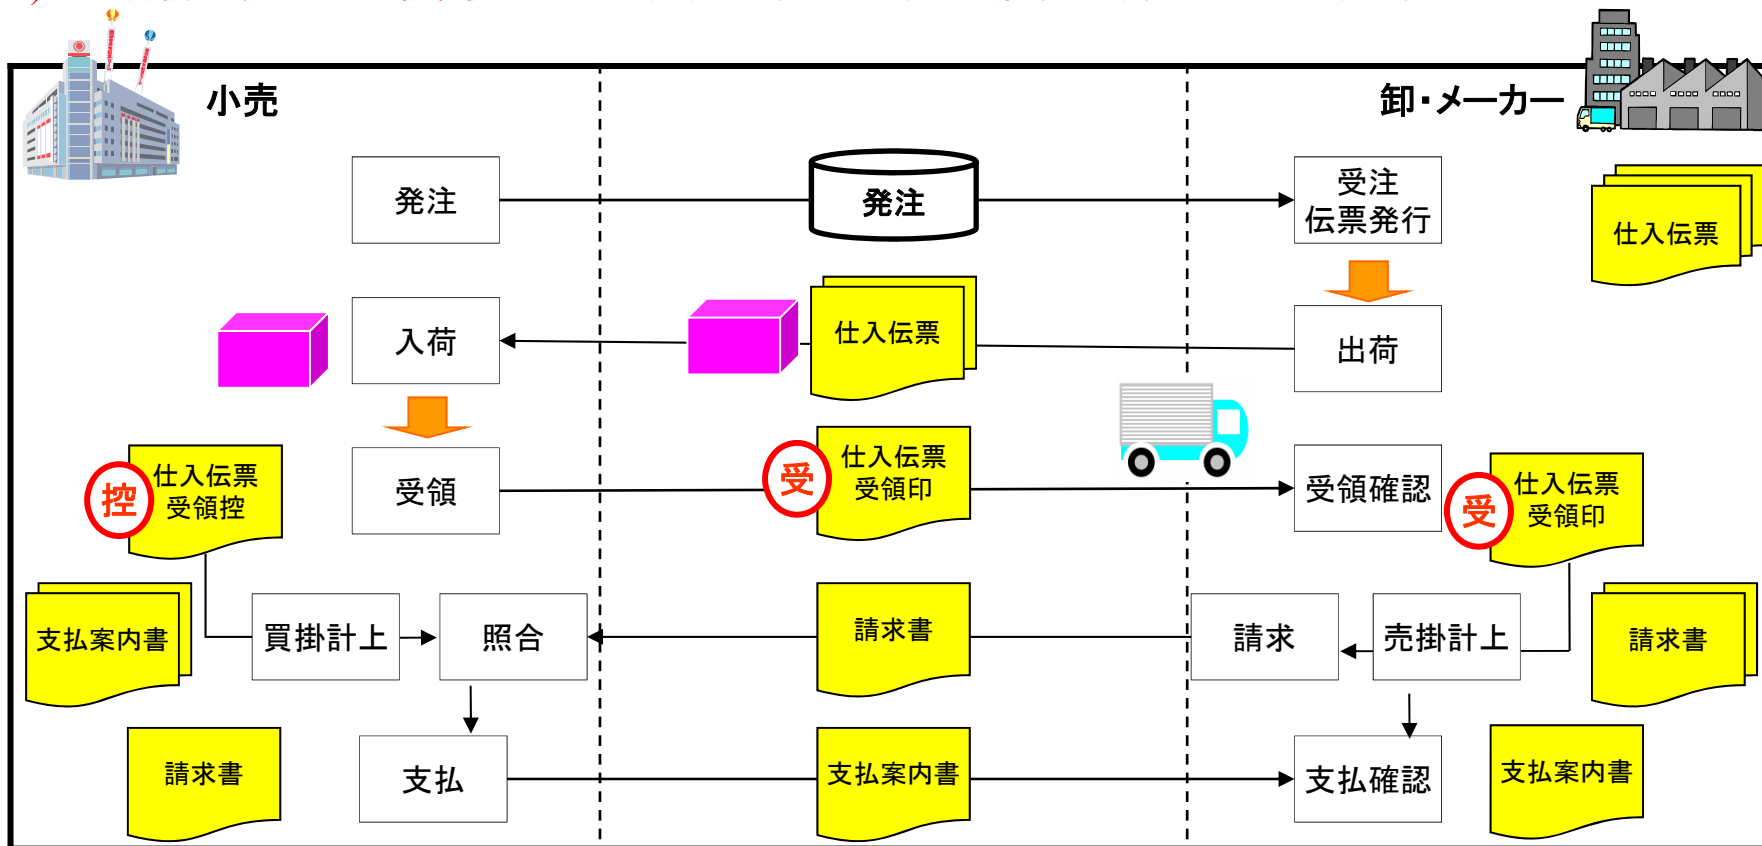 小売
卸・メーカー
発注
発注
受注
伝票発行
仕入伝票
入荷
仕入伝票
出荷
控
仕入伝票
受領控
受領
受
仕入伝票
受領印
受領確認
受
仕入伝票
受領印
支払案内書
買掛計上
照合
請求書
請求
売掛計上
請求書
請求書
支払
支払案内書
支払確認
支払案内書